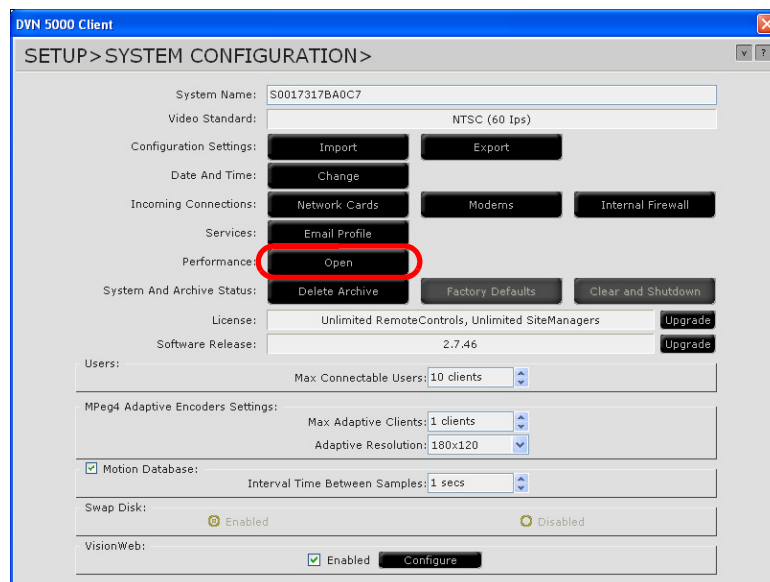 DVN 5000 Client
SETUP>SYSTEM CONFIGURATION>
v ?
System Name: S0017317BA0C7
Video Standard: NTSC (60 Ips)
Configuration Settings: Import Export
Date And Time: Change
Incoming Connections: Network Cards Modems Internal Firewall
Services: Email Profile
Performance: Open
System And Archive Status: Delete Archive Factory Defaults Clear and Shutdown
License: Unlimited RemoteControls, Unlimited SiteManagers Upgrade
Software Release: 2.7.46 Upgrade
Users:
Max Connectable Users: 10 clients
MPeg4 Adaptive Encoders Settings:
Max Adaptive Clients: 1 clients
Adaptive Resolution: 180x120
Motion Database:
Interval Time Between Samples: 1 secs
Swap Disk:
Enabled Disabled
VisionWeb:
Enabled Configure